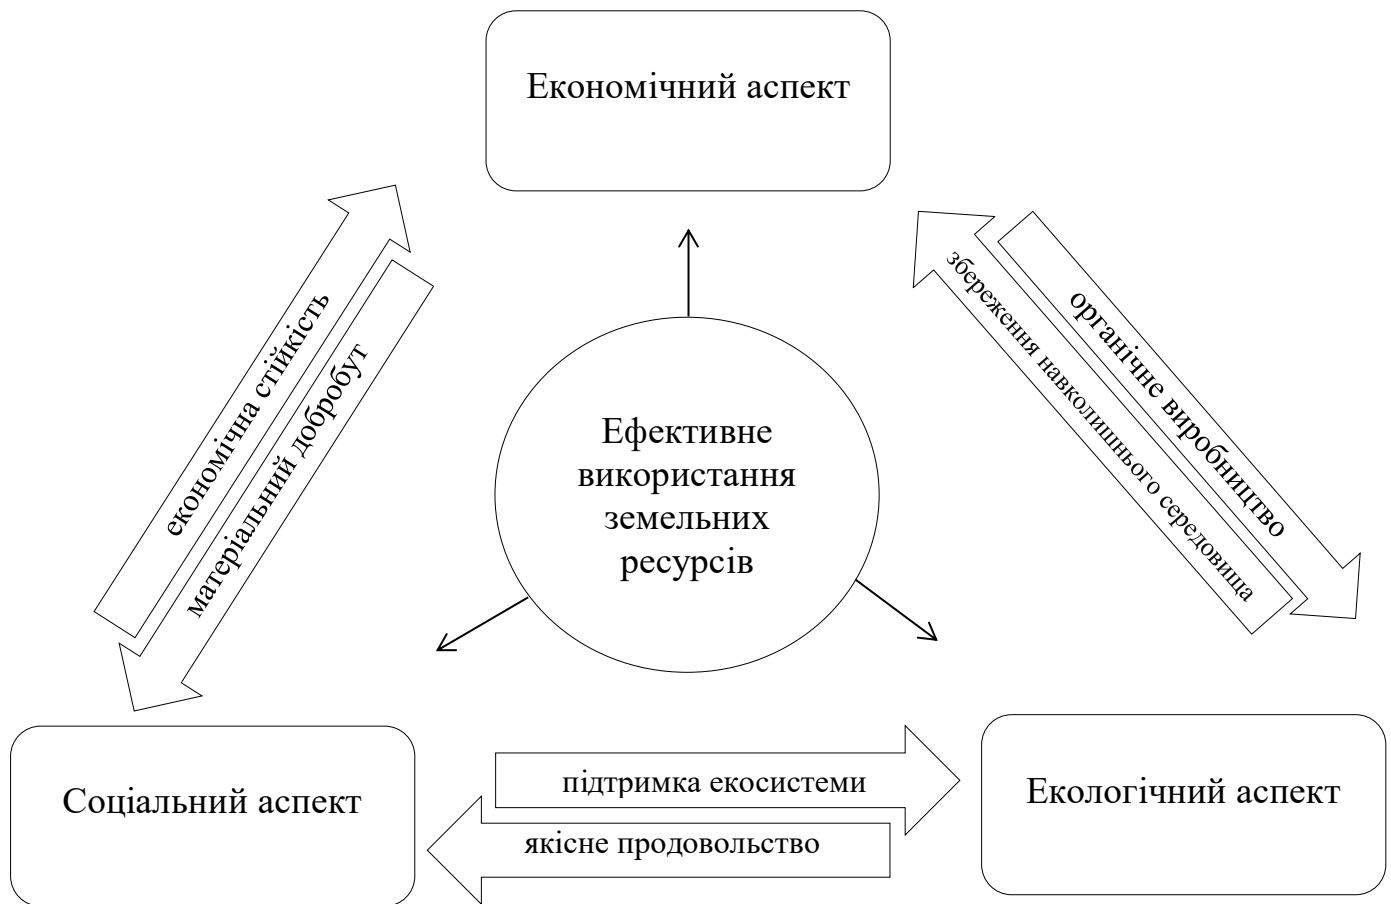 Економічний аспект
економічна стійкість
матеріальний добробут
збереження навколишнього середовища
органічне виробництво
Ефективне
використання
земельних
ресурсів
Соціальний аспект
підтримка екосистеми
якісне продовольство
Екологічний аспект